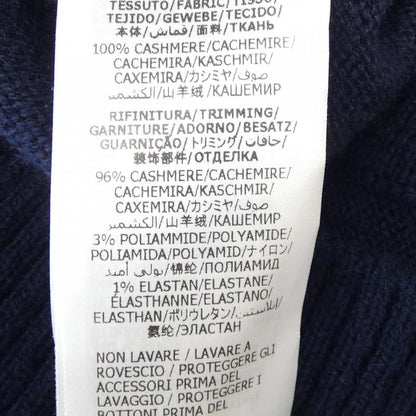 TESSUTO/FABRIC/TISSU/
TEJIDO/GEWEBE/TECIDO/
本体/قماش/面料/ТКАНЬ
100% CASHMERE/CACHEMIRE/
CACHEMIRA/KASCHMIR/
CAXEMIRA/カシミヤ/صوف/
الكشمير/山羊绒/КАШЕМИР
RIFINITURA/TRIMMING/
GARNITURE/ADORNO/BESATZ/
GUARNIÇÃO/トリミング/حافات/
装饰部件/ОТДЕЛКА
96% CASHMERE/CACHEMIRE/
CACHEMIRA/KASCHMIR/
CAXEMIRA/カシミヤ/صوف/
الكشمير/山羊绒/КАШЕМИР
3% POLIAMMIDE/POLYAMIDE/
POLIAMIDA/POLYAMID/ナイロン/
بولي أميد/锦纶/ПОЛИАМИД
1% ELASTAN/ELASTANE/
ÉLASTHANNE/ELASTANO/
ELASTHAN/ポリウレタン/إيلاستين/
氨纶/ЭЛАСТАН
NON LAVARE / LAVARE A
ROVESCIO / PROTEGGERE GLI
ACCESSORI PRIMA DEL
LAVAGGIO / PROTEGGERE I
BOTTONI PRIMA DEL